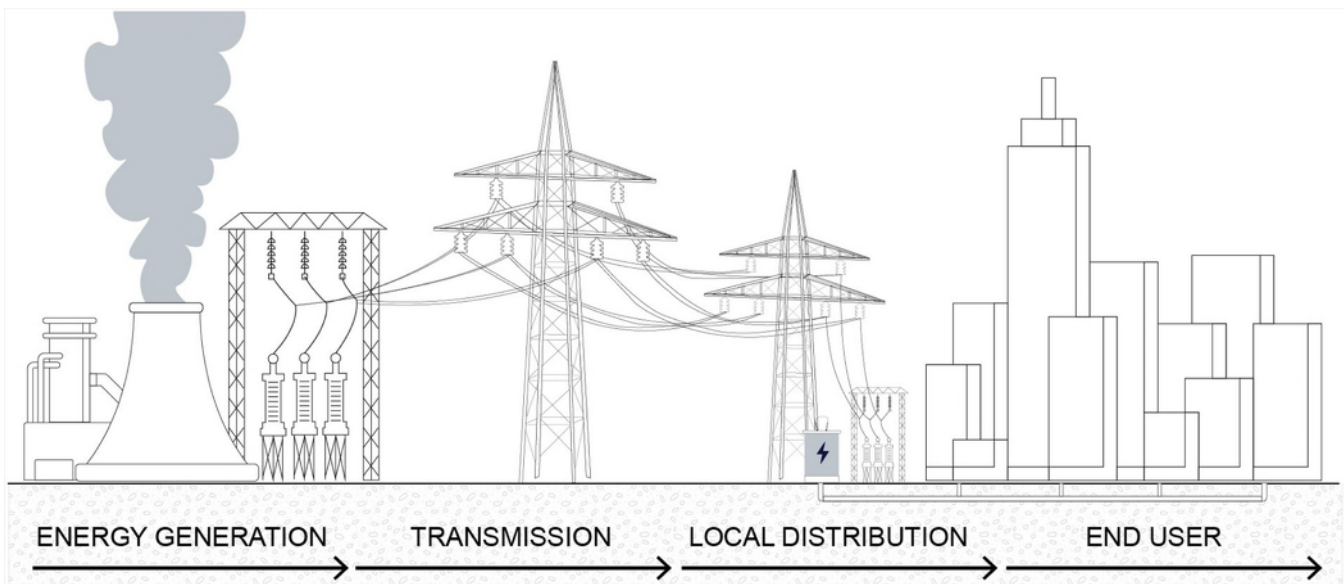 ENERGY GENERATION
TRANSMISSION
LOCAL DISTRIBUTION
END USER